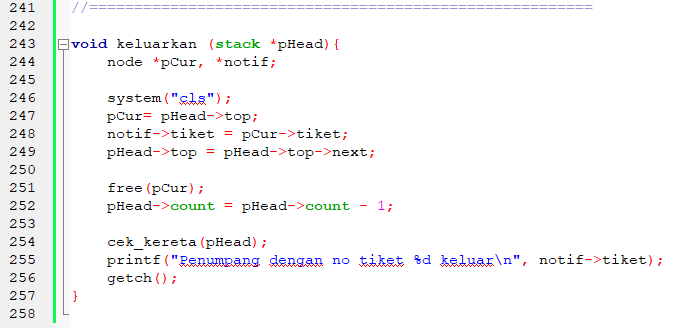 241 //========================================================
242
243 void keluarkan (stack *pHead){
244 node *pCur, *notif;
245
246 system("cls");
247 pCur= pHead->top;
248 notif->tiket = pCur->tiket;
249 pHead->top = pHead->top->next;
250
251 free(pCur);
252 pHead->count = pHead->count - 1;
253
254 cek_kereta(pHead);
255 printf("Penumpang dengan no tiket %d keluar\n", notif->tiket);
256 getch();
257 }
258